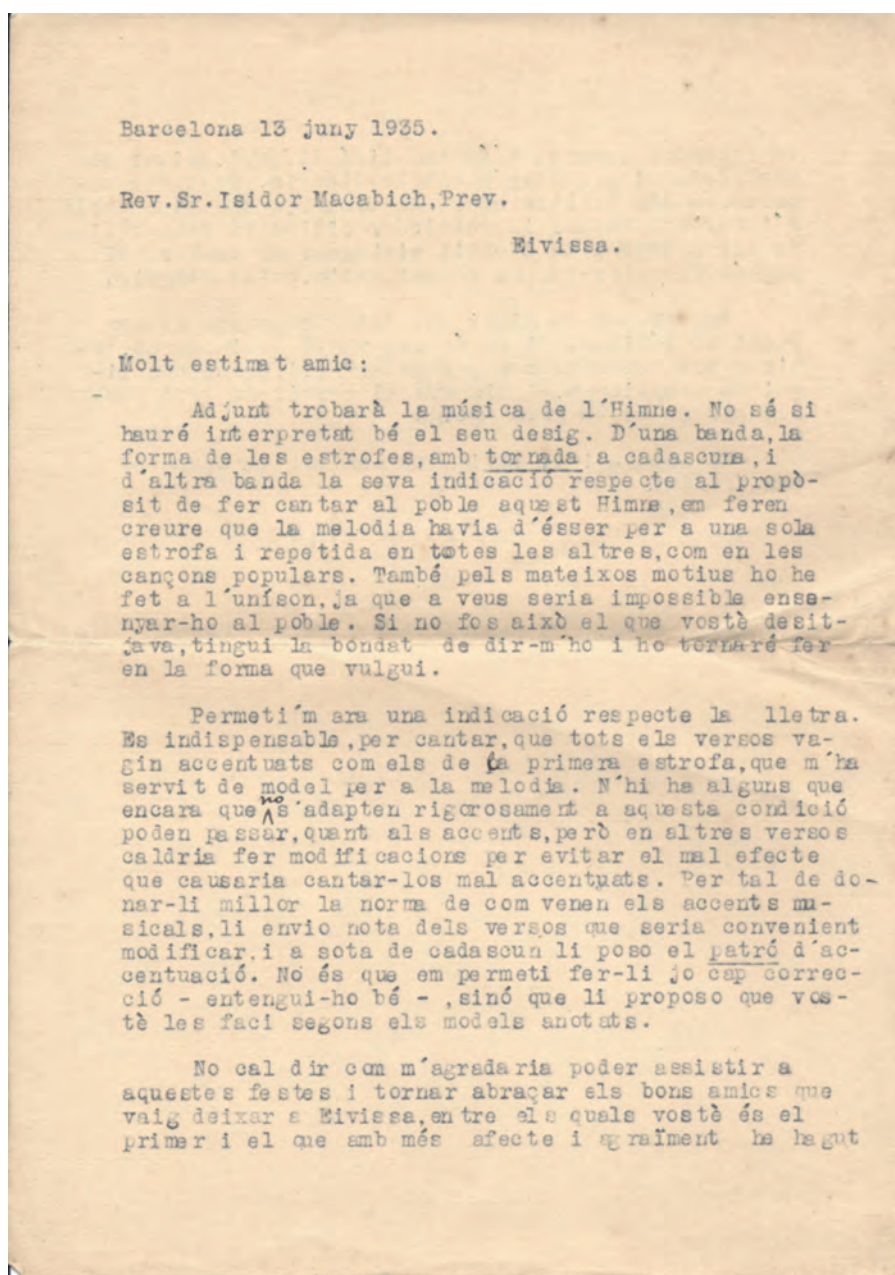 Barcelona 13 juny 1935.
Rev.Sr.Isidor Macabich,Prev.
Eivissa.
Molt estimat amic:
Adjunt trobarà la música de l´Himne. No sé si
hauré interpretat bé el seu desig. D´una banda,la
forma de les estrofes,amb tornada a cadascuna,i
d´altra banda la seva indicació respecte al propò-
sit de fer cantar al poble aquest Himne,em feren
creure que la melodia havia d´ésser per a una sola
estrofa i repetida en totes les altres,com en les
cançons populars. També pels mateixos motius ho he
fet a l´uníson,ja que a veus seria impossible ense-
nyar-ho al poble. Si no fos això el que vostè desit-
java,tingui la bondat de dir-m´ho i ho tornaré fer
en la forma que vulgui.
Permeti´m ara una indicació respecte la lletra.
Es indispensable,per cantar,que tots els versos va-
gin accentuats com els de la primera estrofa,que m´ha
servit de model per a la melodia. N´hi ha alguns que
encara que no s´adapten rigorosament a aquesta condició
poden passar,quant als accents,però en altres versos
caldria fer modificacions per evitar el mal efecte
que causaria cantar-los mal accentuats. Per tal de do-
nar-li millor la norma de com venen els accents mu-
sicals,li envio nota dels versos que seria convenient
modificar,i a sota de cadascun li poso el patró d´ac-
centuació. No és que em permeti fer-li jo cap correc-
ció - entengui-ho bé - ,sinó que li proposo que vos-
tè les faci segons els models anotats.
No cal dir com m´agradaria poder assistir a
aquestes festes i tornar abraçar els bons amics que
vaig deixar a Eivissa,entre els quals vostè és el
primer i el que amb més afecte i agraïment he hagut